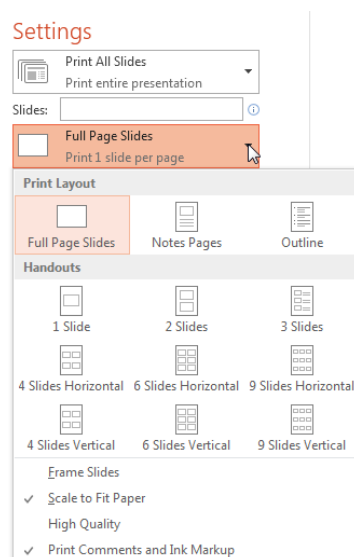 Settings
Print All Slides
Print entire presentation
Slides:
Full Page Slides
Print 1 slide per page
Print Layout
Full Page Slides Notes Pages Outline
Handouts
1 Slide 2 Slides 3 Slides
4 Slides Horizontal 6 Slides Horizontal 9 Slides Horizontal
4 Slides Vertical 6 Slides Vertical 9 Slides Vertical
Frame Slides
Scale to Fit Paper
High Quality
Print Comments and Ink Markup